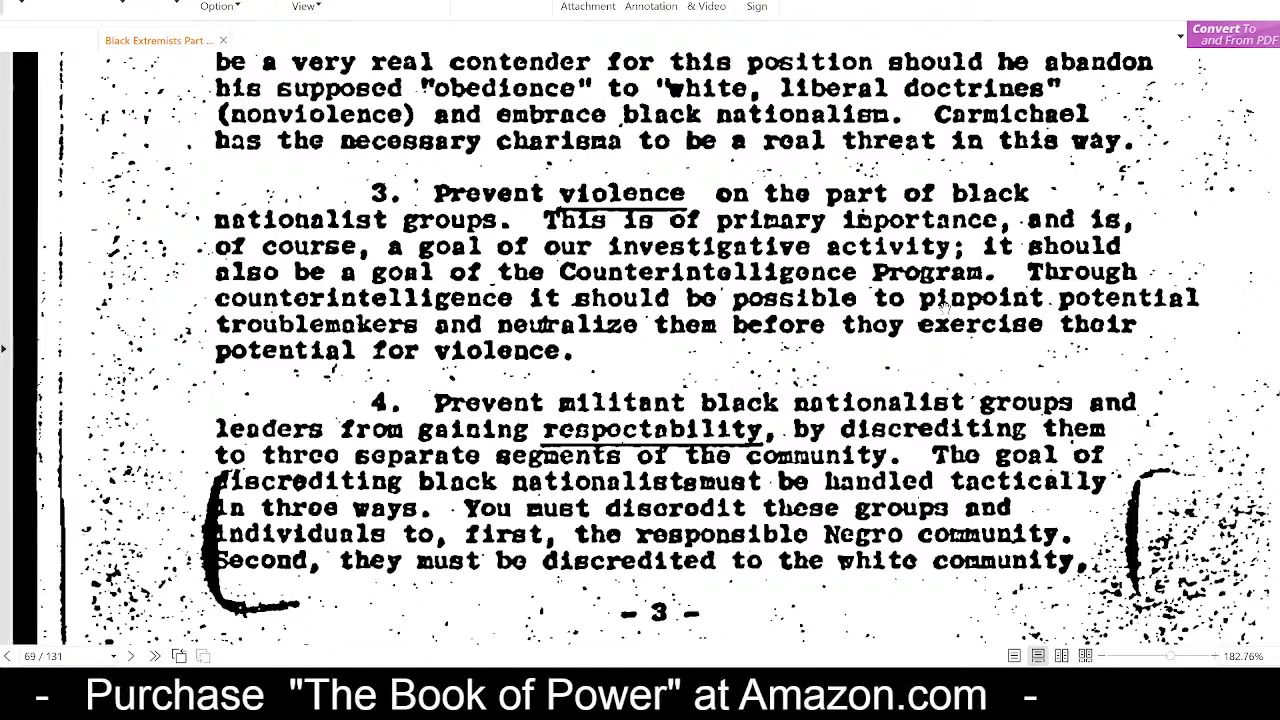 Option
View
Attachment
Annotation
& Video
Sign
Convert To
and From PDF
Black Extremists Part ...
be a very real contender for this position should he abandon
his supposed "obedience" to "white, liberal doctrines"
(nonviolence) and embrace black nationalism. Carmichael
has the necessary charisma to be a real threat in this way.
3. Prevent violence on the part of black
nationalist groups. This is of primary importance, and is,
of course, a goal of our investigative activity; it should
also be a goal of the Counterintelligence Program. Through
counterintelligence it should be possible to pinpoint potential
troublemakers and neutralize them before they exercise their
potential for violence.
4. Prevent militant black nationalist groups and
leaders from gaining respectability, by discrediting them
to three separate segments of the community. The goal of
discrediting black nationalists must be handled tactically
in three ways. You must discredit these groups and
individuals to, first, the responsible Negro community.
Second, they must be discredited to the white community,
- 3 -
69 / 131
182.76%
- Purchase "The Book of Power" at Amazon.com -